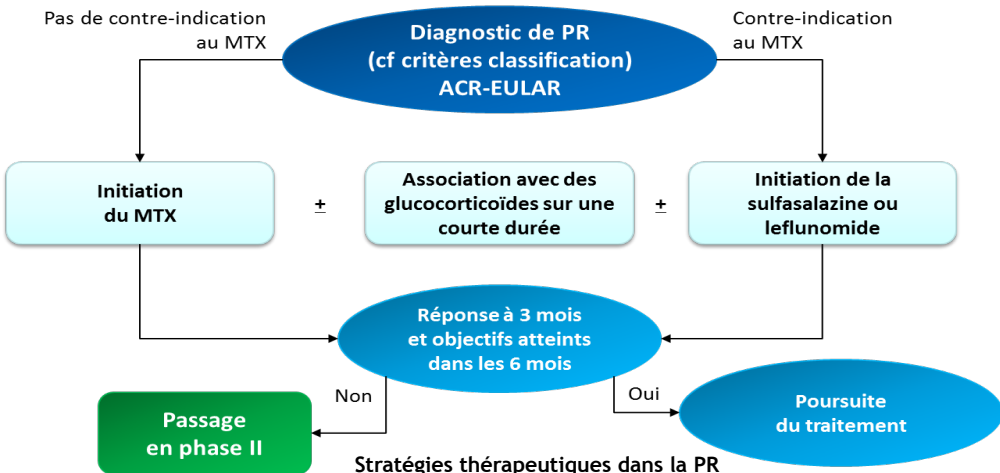 Pas de contre-indication
au MTX
Diagnostic de PR
(cf critères classification)
ACR-EULAR
Contre-indication
au MTX
Initiation
du MTX
±
Association avec des
glucocorticoïdes sur une
courte durée
±
Initiation de la
sulfasalazine ou
leflunomide
Réponse à 3 mois
et objectifs atteints
dans les 6 mois
Non
Oui
Passage
en phase II
Poursuite
du traitement
Stratégies thérapeutiques dans la PR